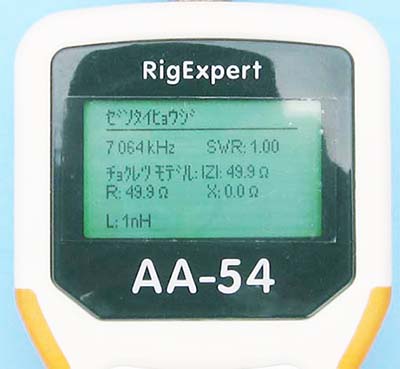 RigExpert
ｾﾞﾝﾀｲﾋｮｳｼﾞ
7 064 kHz SWR: 1.00
ﾁｮｸﾚﾂ ﾓﾃﾞﾙ: |Z|: 49.9 Ω
R: 49.9 Ω X: 0.0 Ω
L: 1nH
AA-54